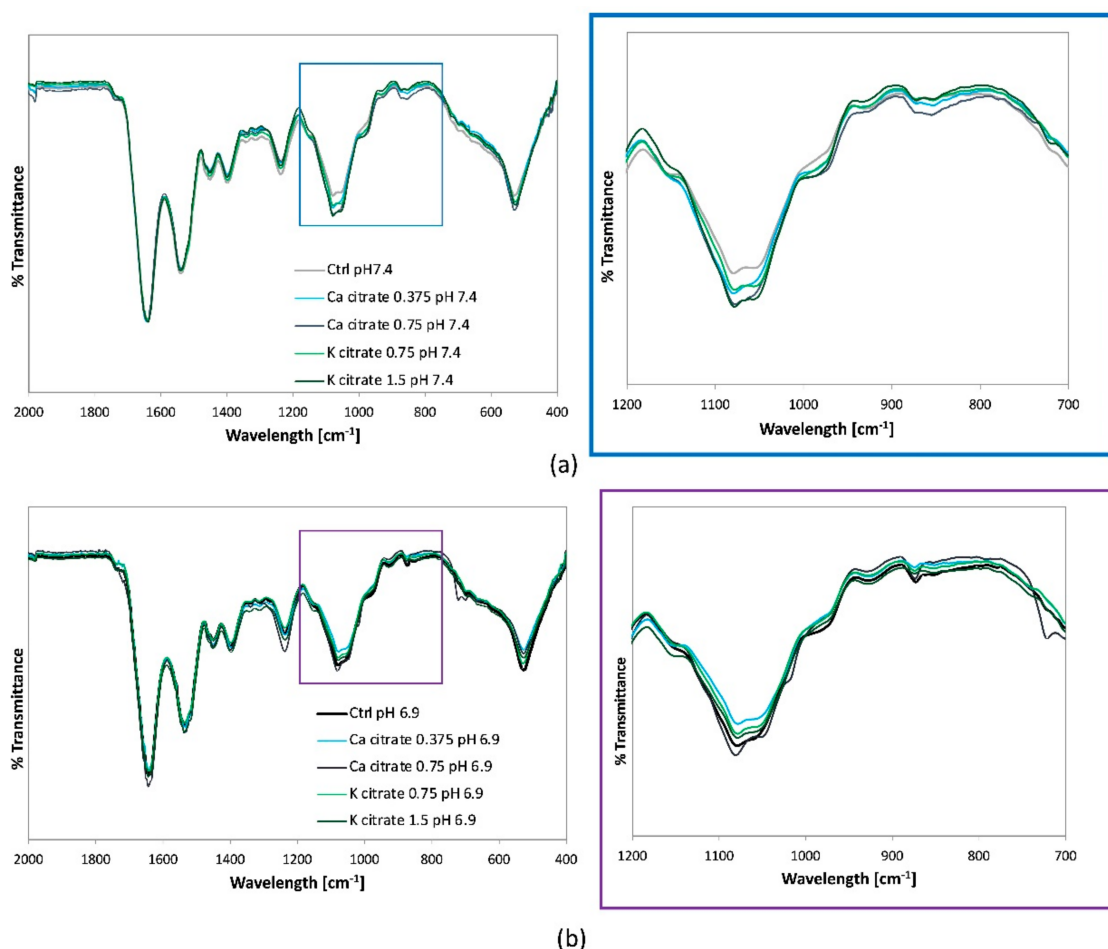 % Transmittance
Ctrl pH7.4
Ca citrate 0.375 pH 7.4
Ca citrate 0.75 pH 7.4
K citrate 0.75 pH 7.4
K citrate 1.5 pH 7.4
2000 1800 1600 1400 1200 1000 800 600 400
Wavelength [cm-1]
% Trasmittance
1200 1100 1000 900 800 700
Wavelength [cm-1]
(a)
% Transmittance
Ctrl pH 6.9
Ca citrate 0.375 pH 6.9
Ca citrate 0.75 pH 6.9
K citrate 0.75 pH 6.9
K citrate 1.5 pH 6.9
2000 1800 1600 1400 1200 1000 800 600 400
Wavelength [cm-1]
% Transmittance
1200 1100 1000 900 800 700
Wavelength [cm-1]
(b)